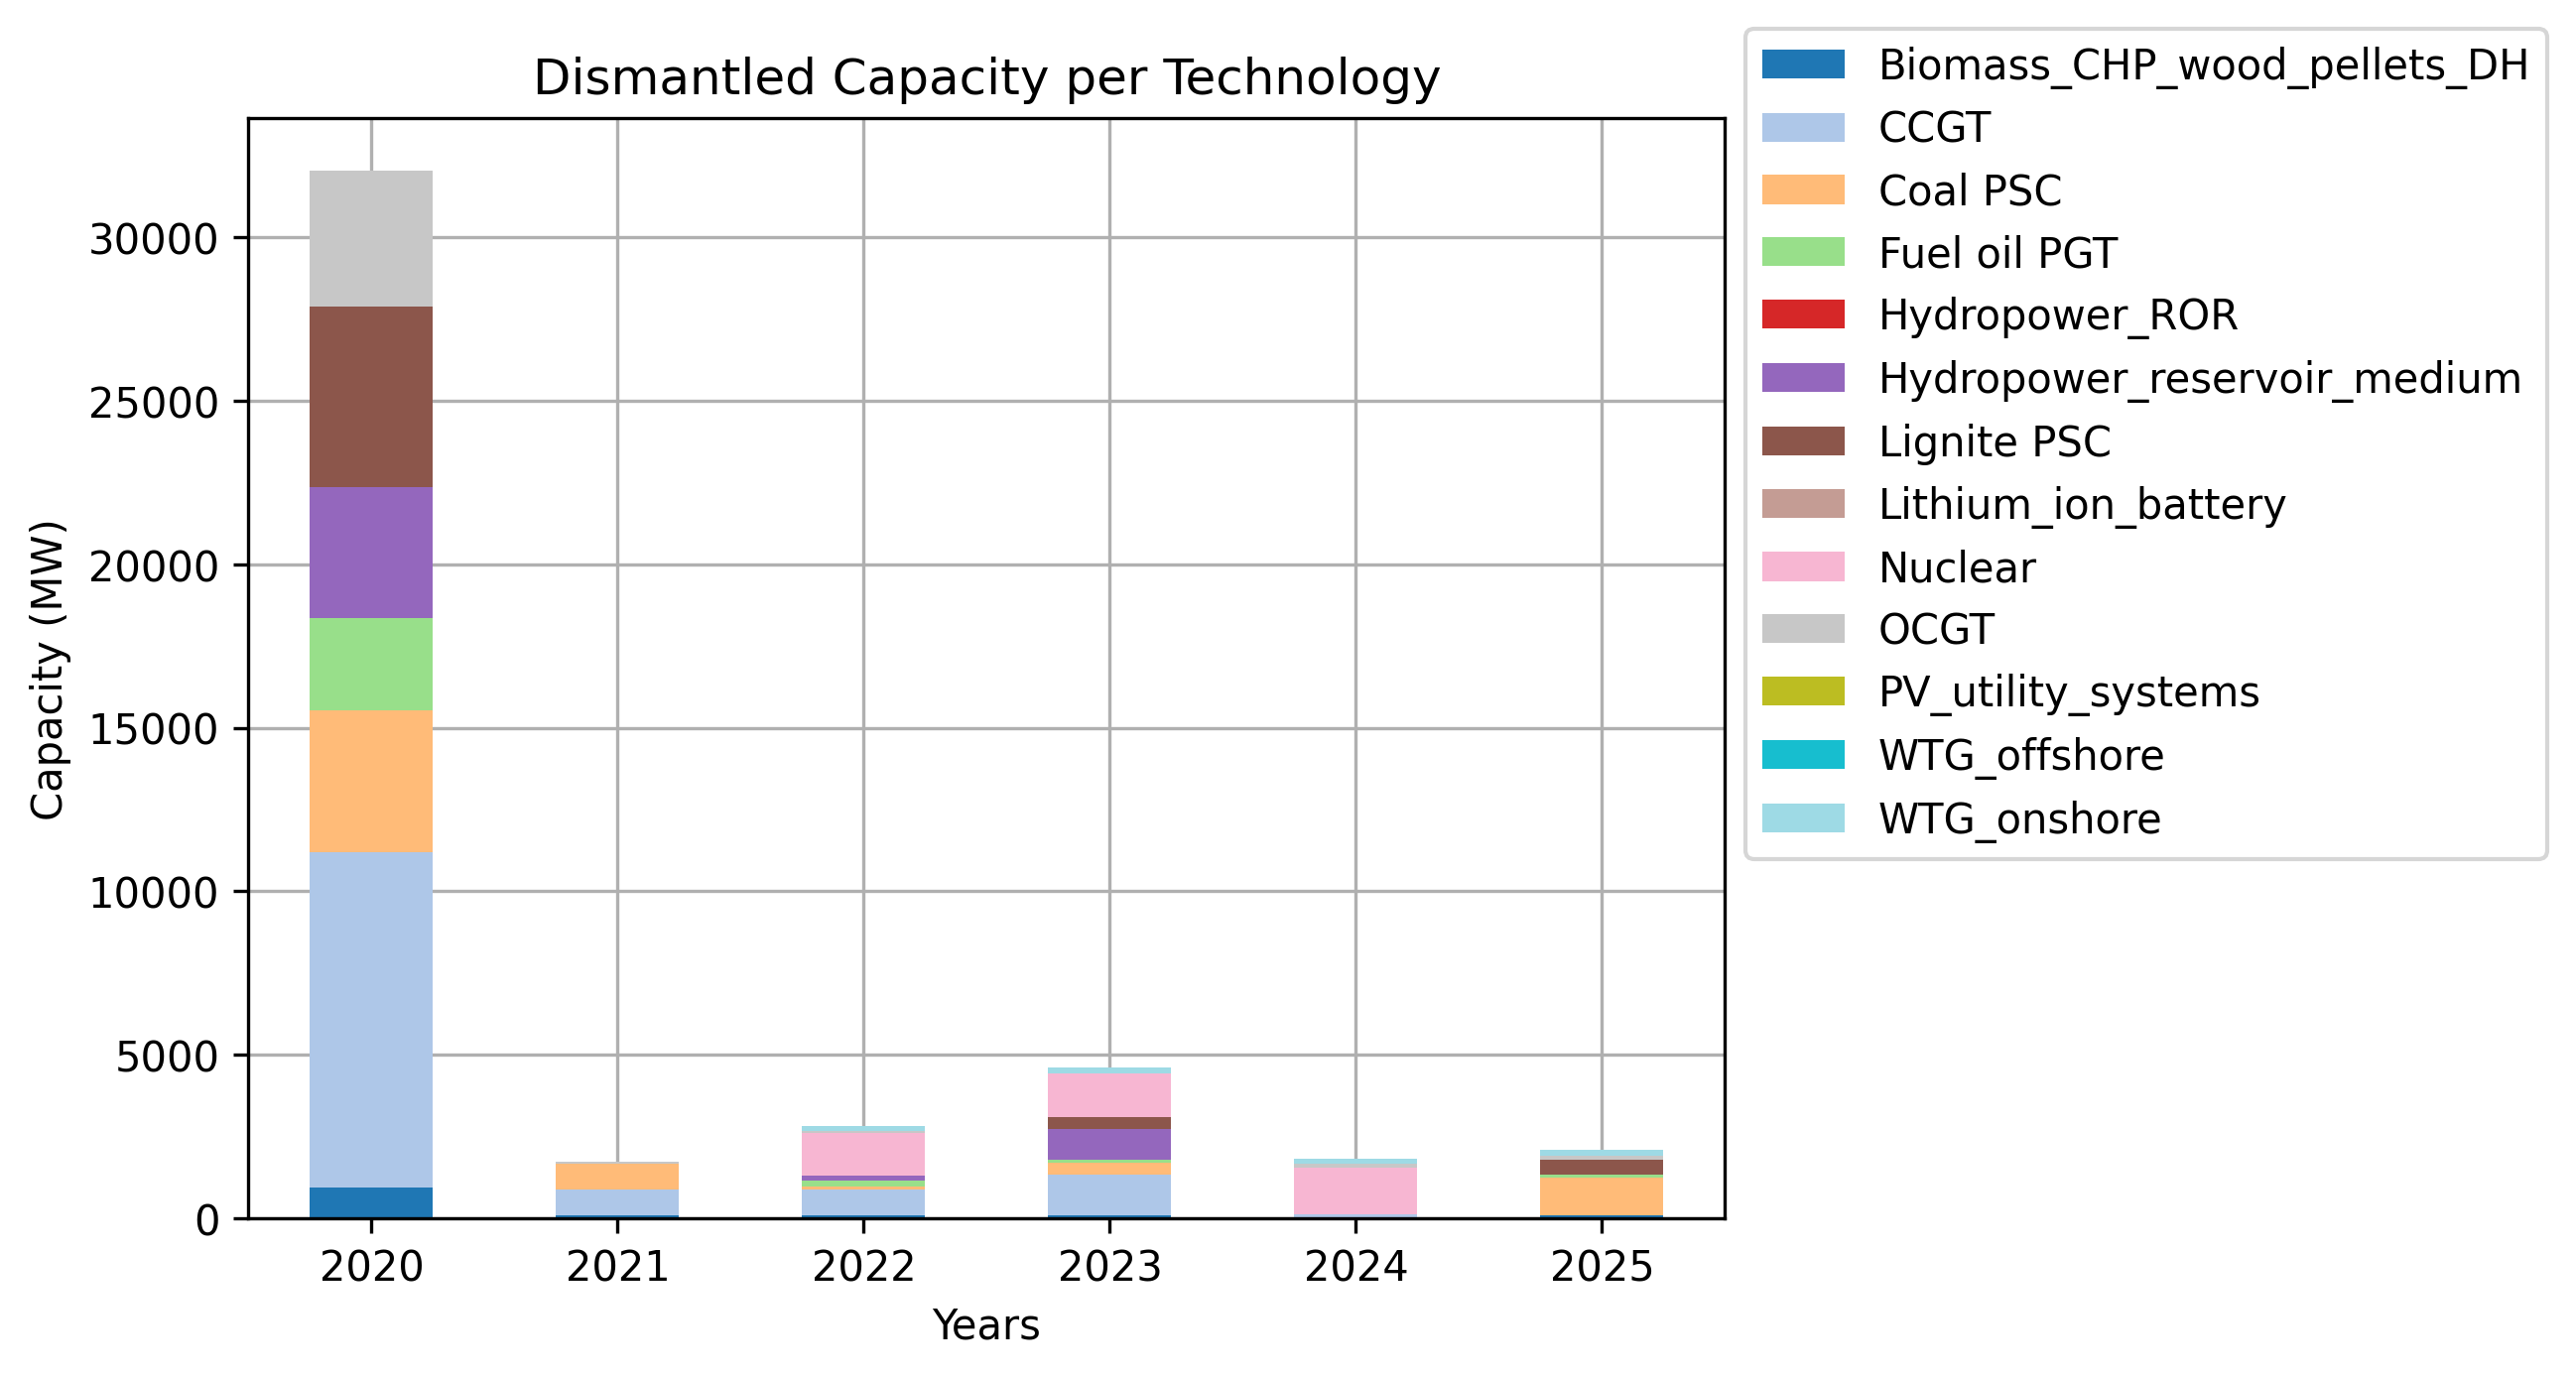 Dismantled Capacity per Technology
Capacity (MW)
30000
25000
20000
15000
10000
5000
0
2020
2021
2022
2023
2024
2025
Years
Biomass_CHP_wood_pellets_DH
CCGT
Coal PSC
Fuel oil PGT
Hydropower_ROR
Hydropower_reservoir_medium
Lignite PSC
Lithium_ion_battery
Nuclear
OCGT
PV_utility_systems
WTG_offshore
WTG_onshore